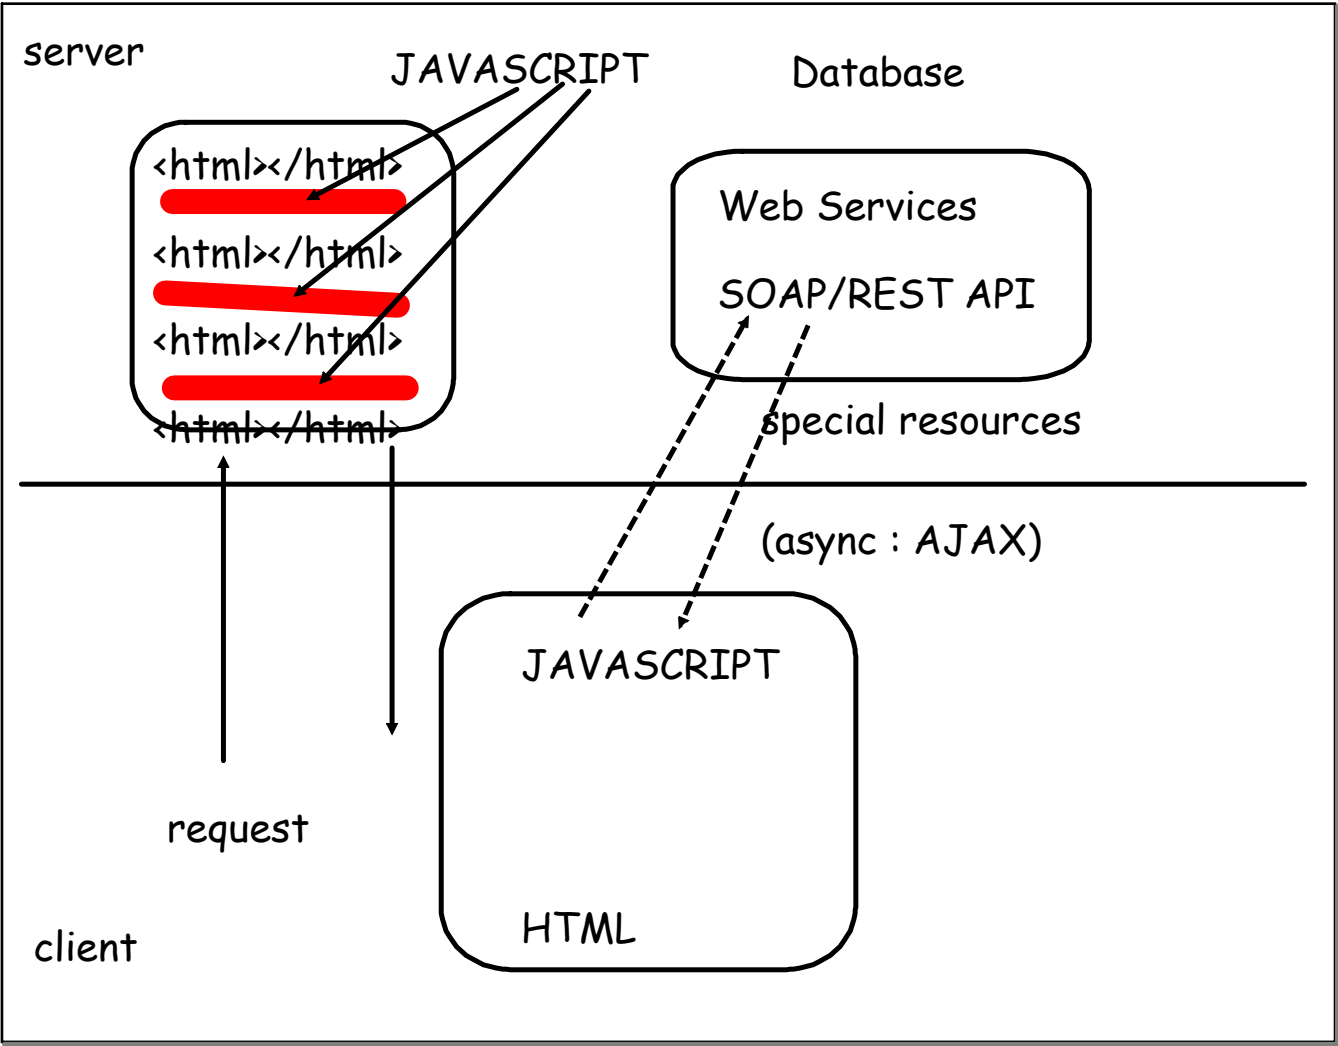 server
JAVASCRIPT
Database
<html></html>
<html></html>
<html></html>
<html></html>
Web Services
SOAP/REST API
special resources
(async : AJAX)
JAVASCRIPT
request
HTML
client